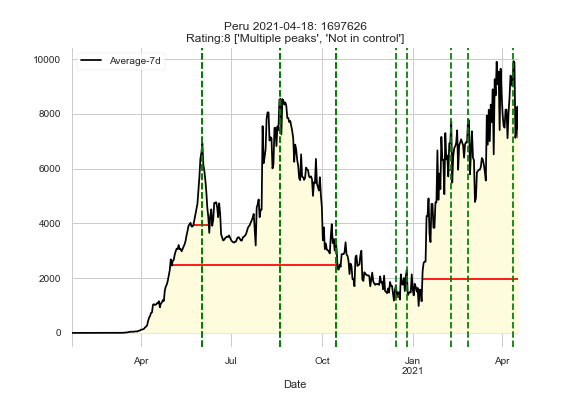 Peru 2021-04-18: 1697626
Rating:8 ['Multiple peaks', 'Not in control']
Average-7d
10000
8000
6000
4000
2000
0
Apr
Jul
Oct
Jan
2021
Apr
Date